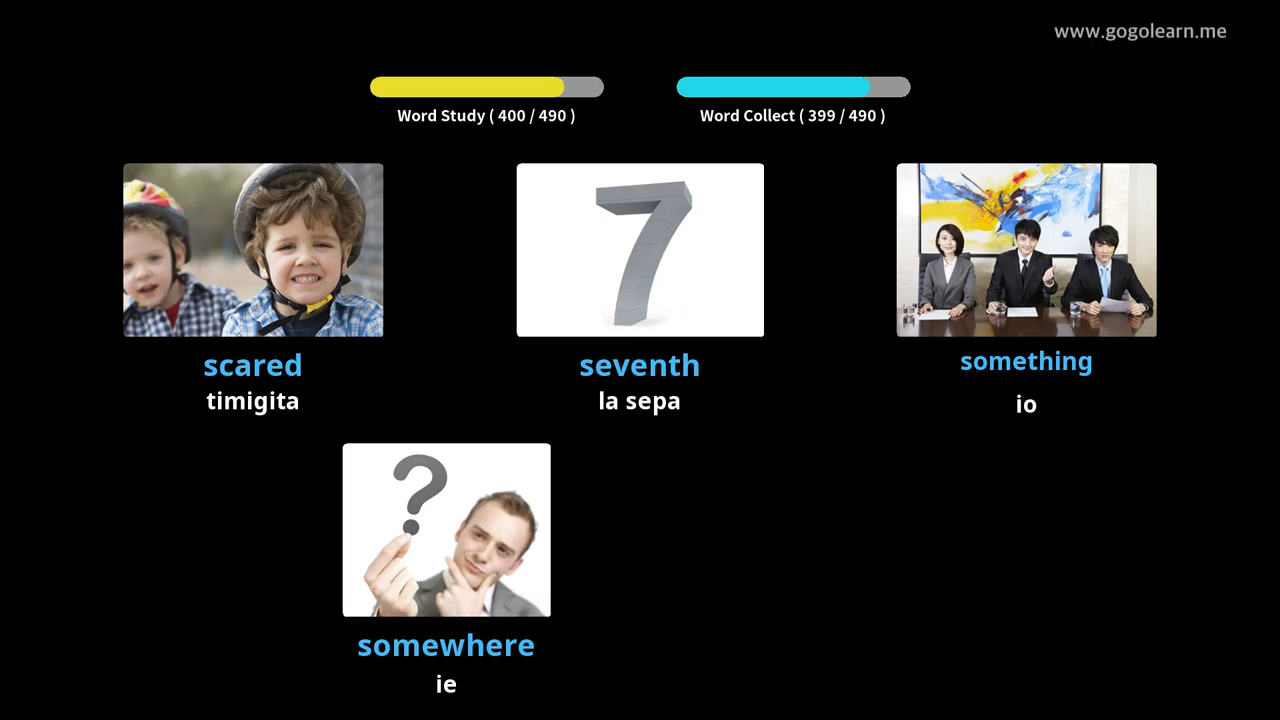 www.gogolearn.me
Word Study ( 400 / 490 )
Word Collect ( 399 / 490 )
scared
timigita
seventh
la sepa
something
io
somewhere
ie